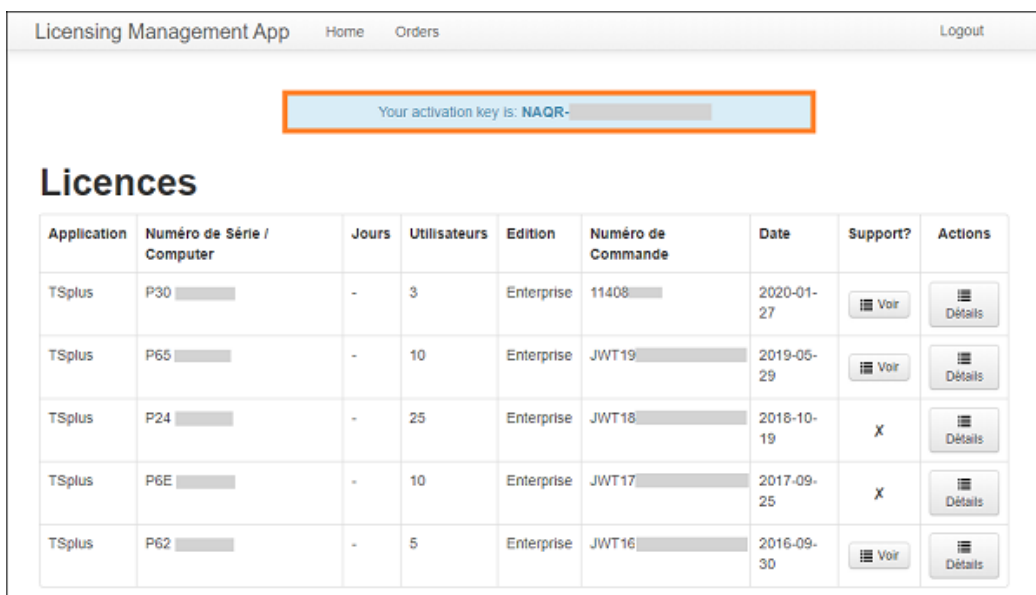 Licensing Management App Home Orders Logout
Your activation key is: NAQR-
Licences
Application Numéro de Série / Computer Jours Utilisateurs Edition Numéro de Commande Date Support? Actions
TSplus P30 - 3 Enterprise 11408 2020-01-27 Voir Détails
TSplus P65 - 10 Enterprise JWT19 2019-05-29 Voir Détails
TSplus P24 - 25 Enterprise JWT18 2018-10-19 X Détails
TSplus P6E - 10 Enterprise JWT17 2017-09-25 X Détails
TSplus P62 - 5 Enterprise JWT16 2016-09-30 Voir Détails